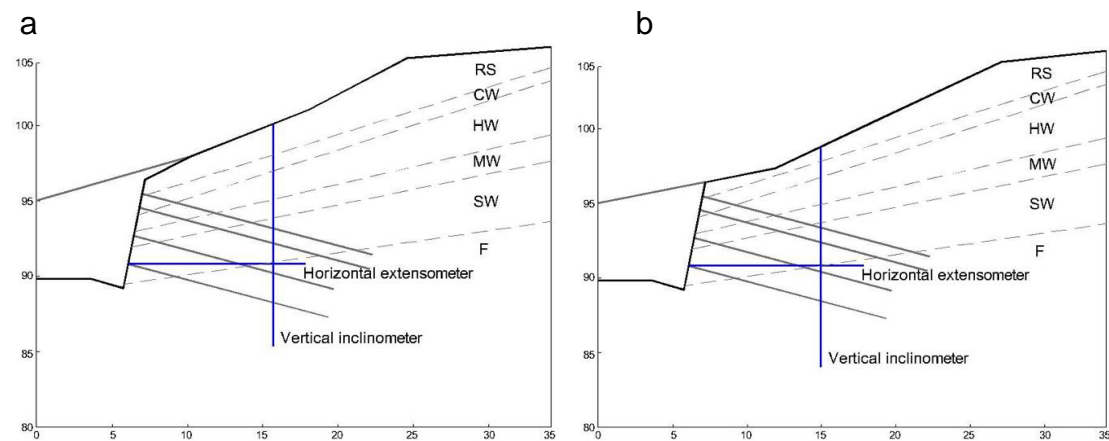 a
105
100
95
90
85
80
0
5
10
15
20
25
30
35
RS
CW
HW
MW
SW
F
Horizontal extensometer
Vertical inclinometer
b
105
100
95
90
85
80
0
5
10
15
20
25
30
35
RS
CW
HW
MW
SW
F
Horizontal extensometer
Vertical inclinometer